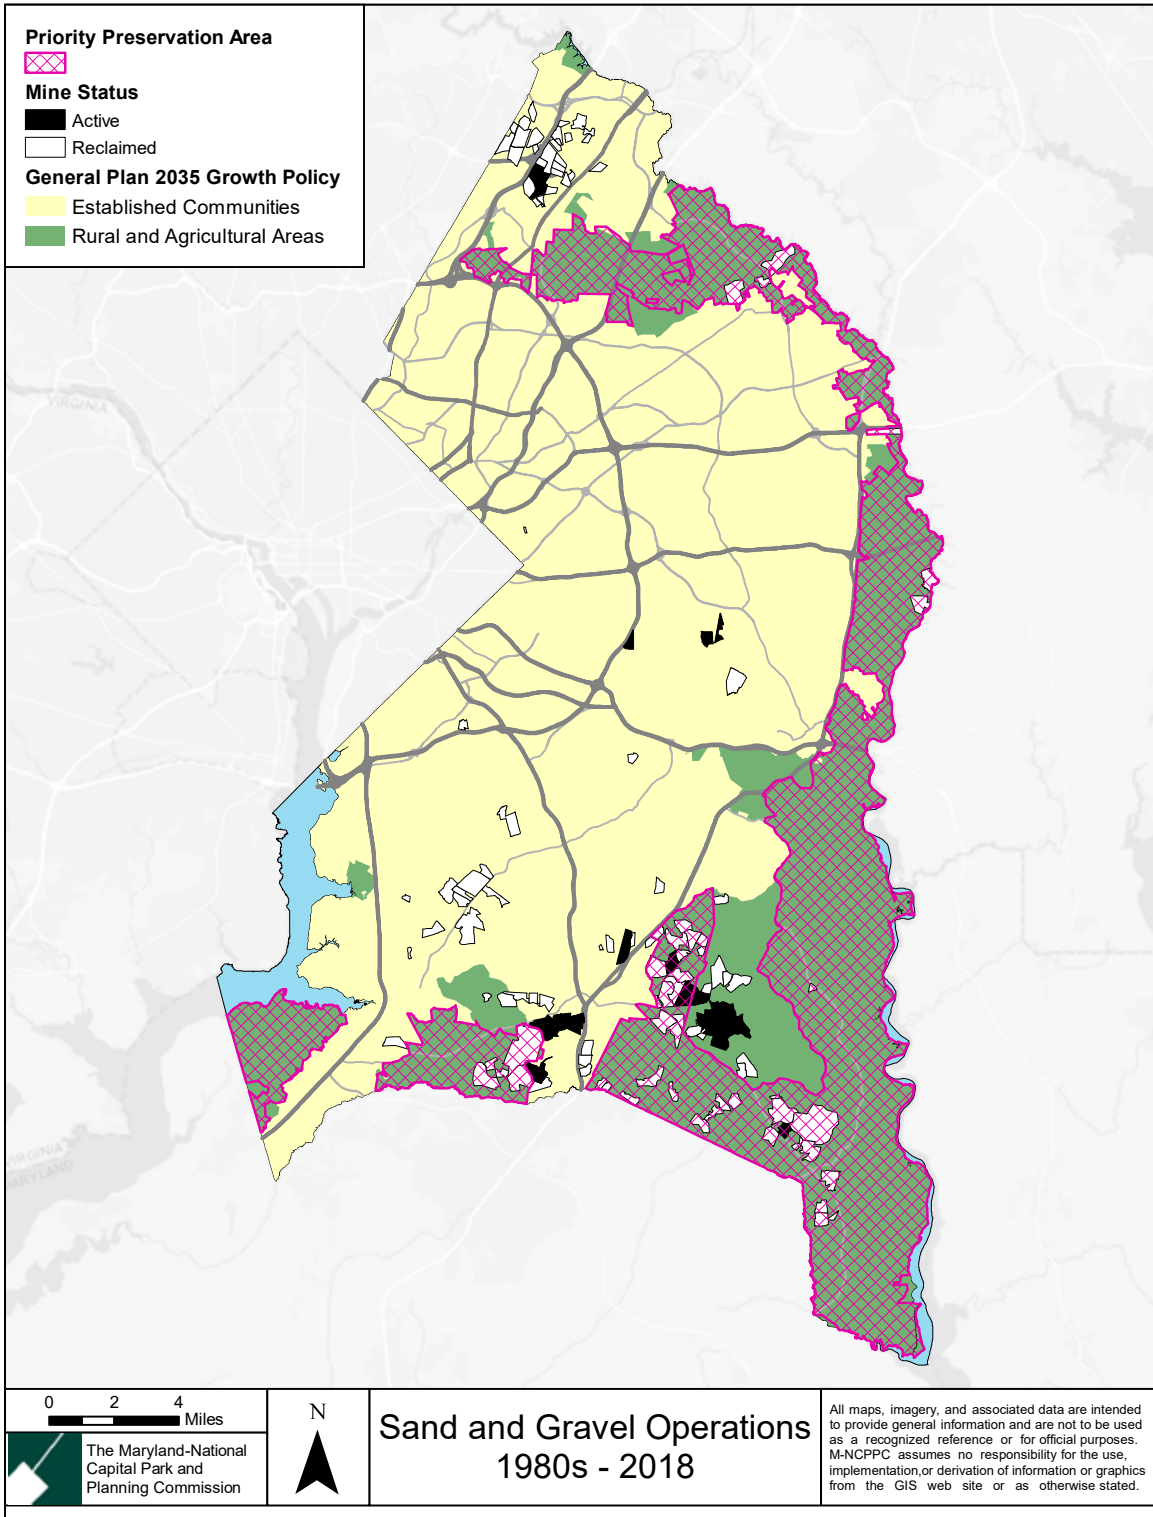 Priority Preservation Area
Mine Status
Active
Reclaimed
General Plan 2035 Growth Policy
Established Communities
Rural and Agricultural Areas
VIRGINIA
VIRGINIA
MARYLAND
0 2 4
Miles
The Maryland-National
Capital Park and
Planning Commission
N
Sand and Gravel Operations
1980s - 2018
All maps, imagery, and associated data are intended
to provide general information and are not to be used
as a recognized reference or for official purposes.
M-NCPPC assumes no responsibility for the use,
implementation,or derivation of information or graphics
from the GIS web site or as otherwise stated.